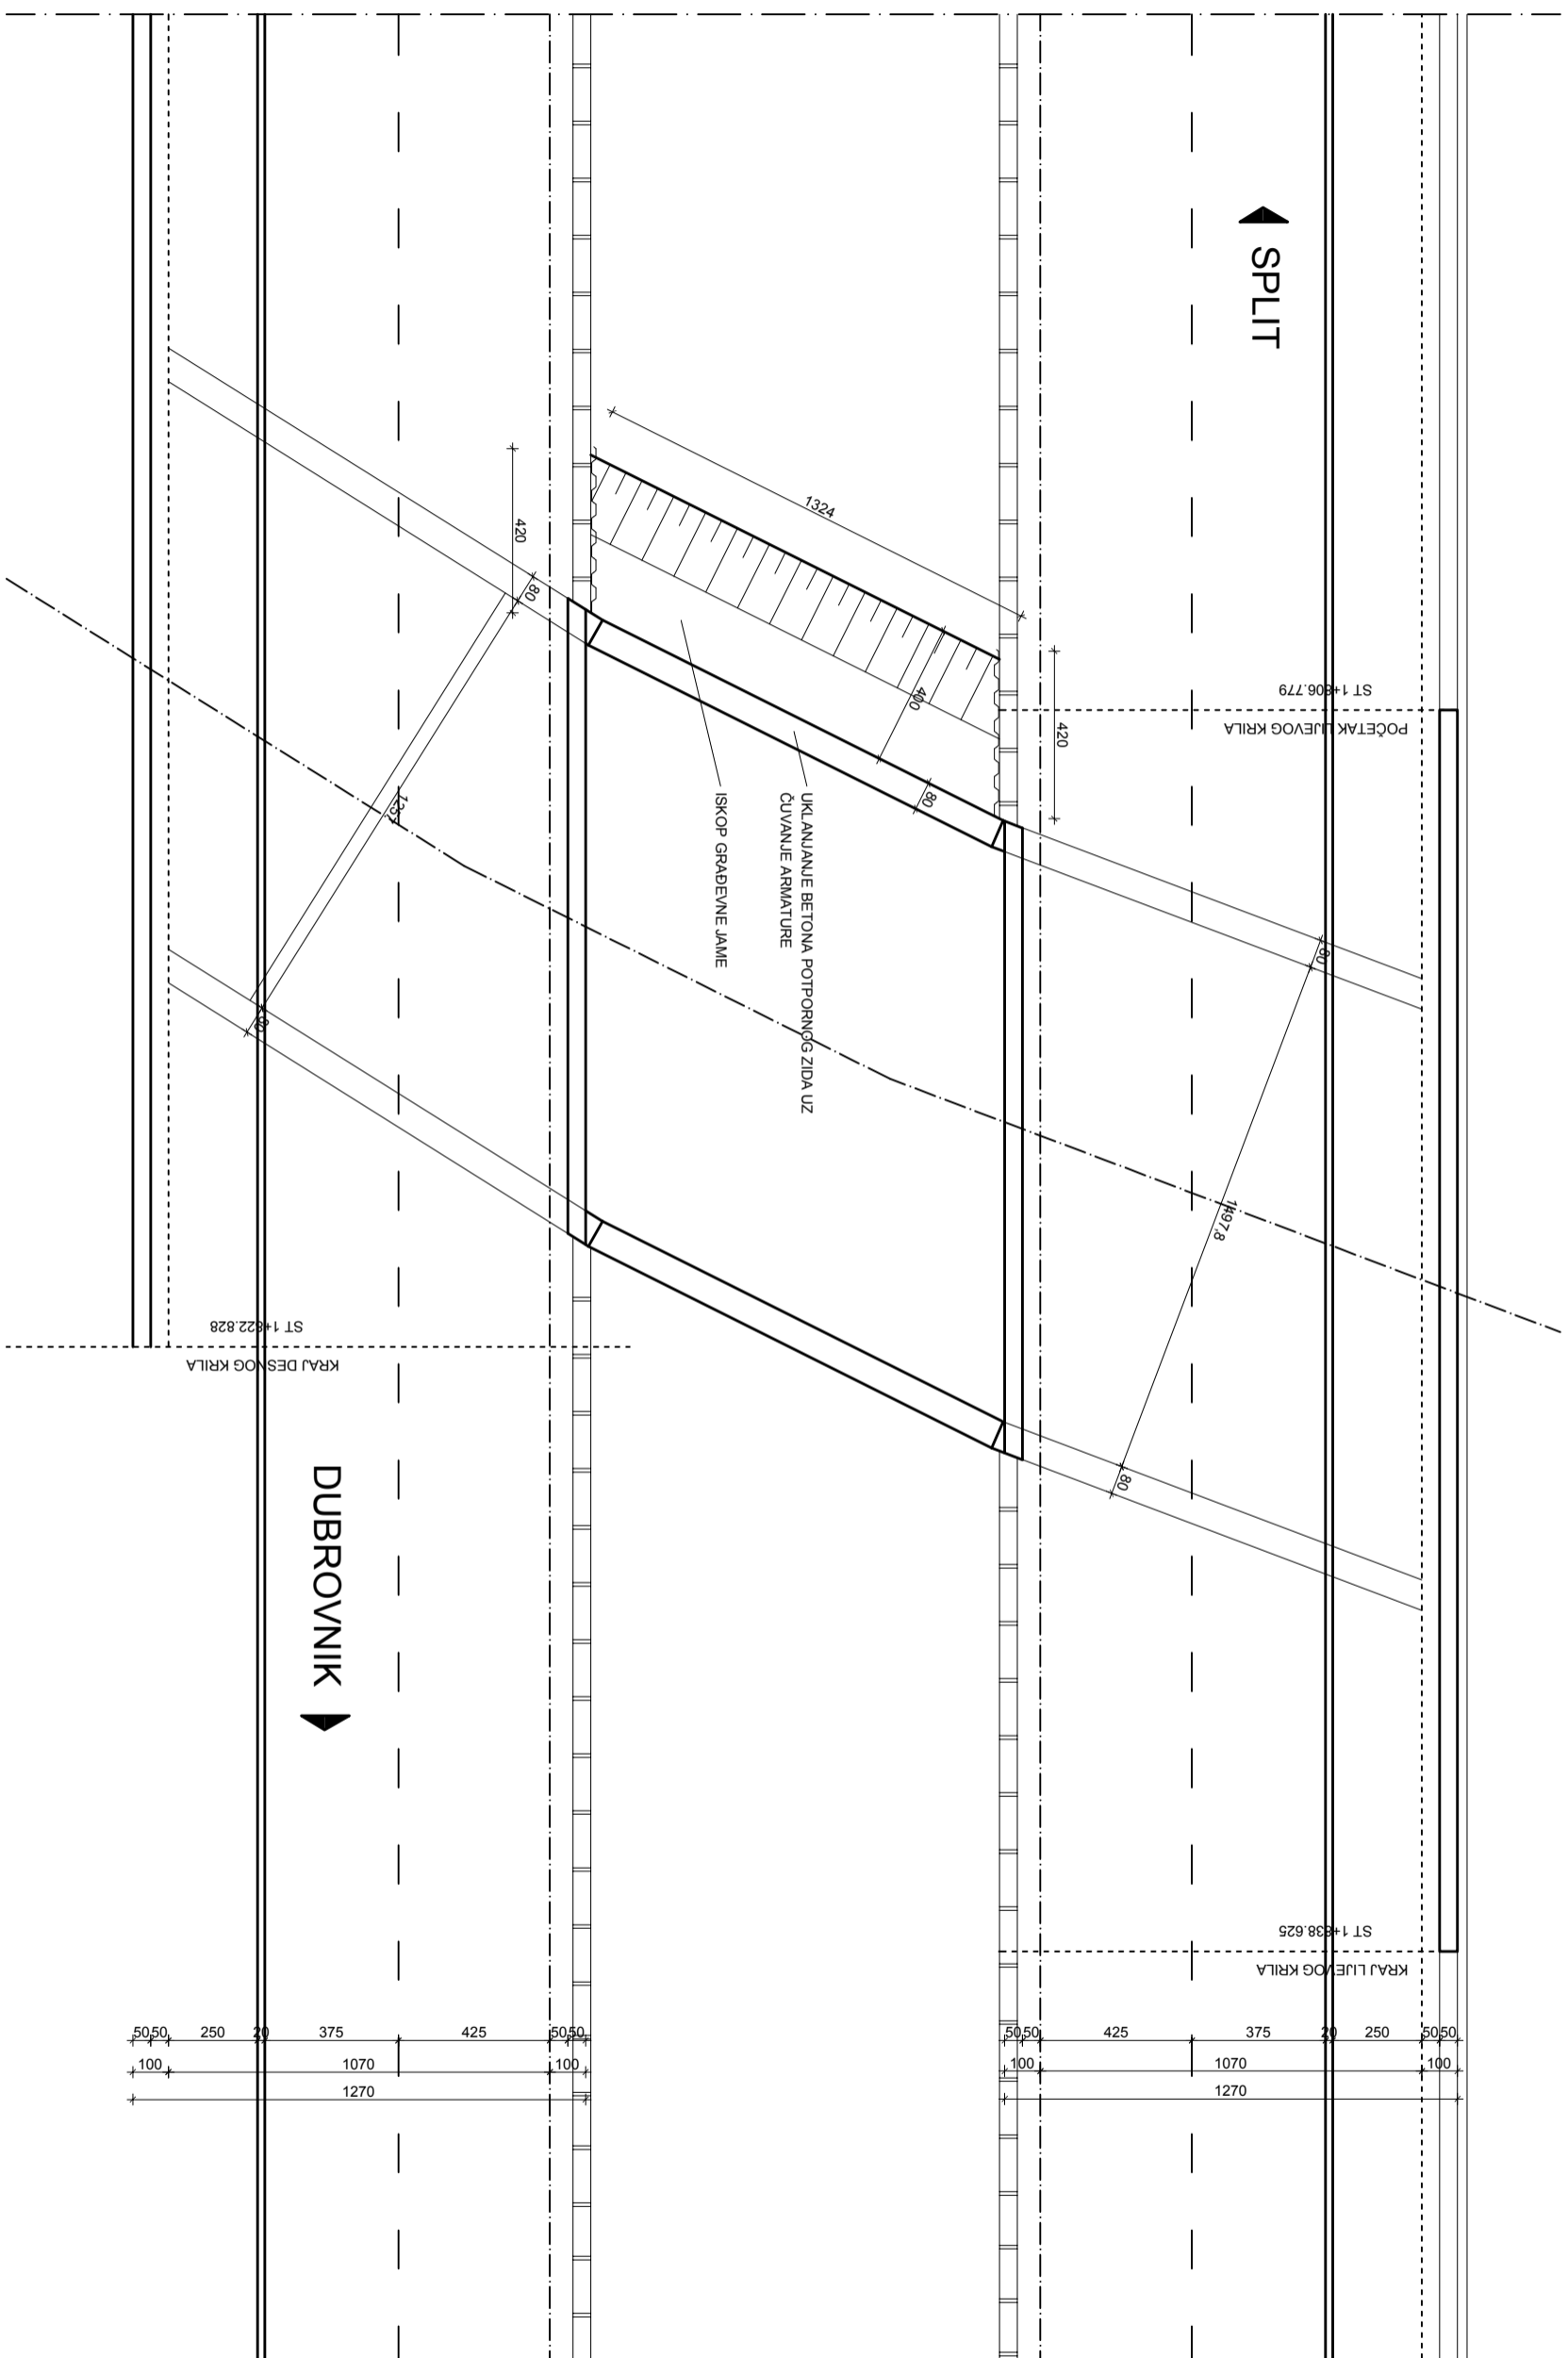 SPLIT
1324
420
80
420
400
80
ST 1+806.779
POČETAK LIJEVOG KRILA
UKLANJANJE BETONA POTPORNOG ZIDA UZ
ČUVANJE ARMATURE
ISKOP GRAĐEVNE JAME
1257
80
80
1497,8
80
ST 1+822.828
KRAJ DESNOG KRILA
DUBROVNIK
ST 1+838.625
KRAJ LIJEVOG KRILA
50 50 250 20 375 425 50 50
100 1070 100
1270
50 50 425 375 20 250 50 50
100 1070 100
1270